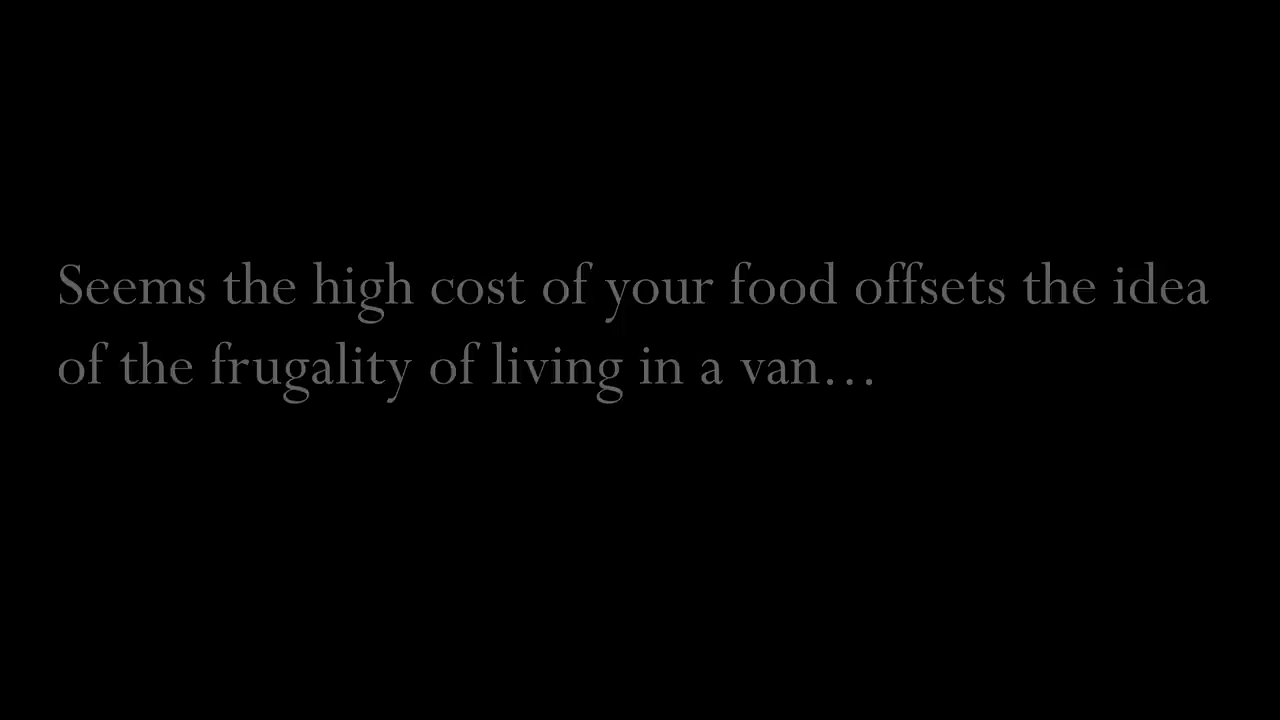 Seems the high cost of your food offsets the idea
of the frugality of living in a van…